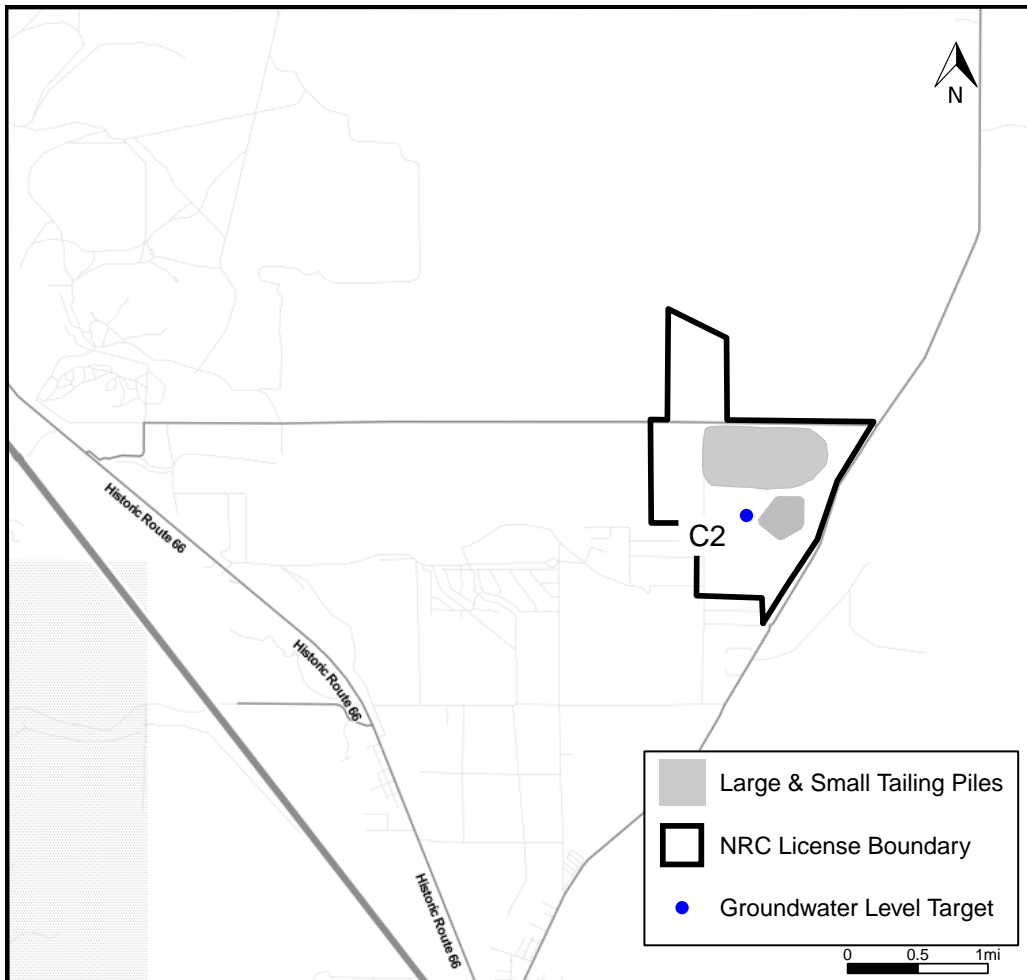 N
Historic Route 66
C2
Historic Route 66
Large & Small Tailing Piles
NRC License Boundary
Historic Route 66
Groundwater Level Target
0 0.5 1mi